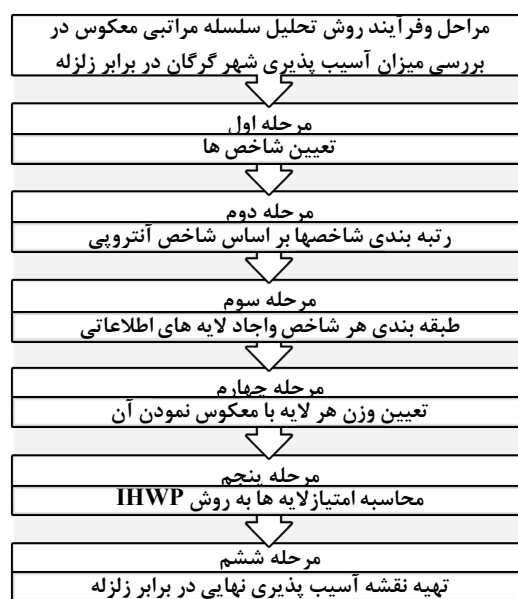 مراحل وفرآیند روش تحلیل سلسله مراتبی معکوس در
بررسی میزان آسیب پذیری شهر گرگان در برابر زلزله
مرحله اول
تعیین شاخص ها
مرحله دوم
رتبه بندی شاخصها بر اساس شاخص آنتروپی
مرحله سوم
طبقه بندی هر شاخص واجاد لایه های اطلاعاتی
مرحله چهارم
تعیین وزن هر لایه با معکوس نمودن آن
مرحله پنجم
محاسبه امتیازلایه ها به روش IHWP
مرحله ششم
تهیه نقشه آسیب پذیری نهایی در برابر زلزله